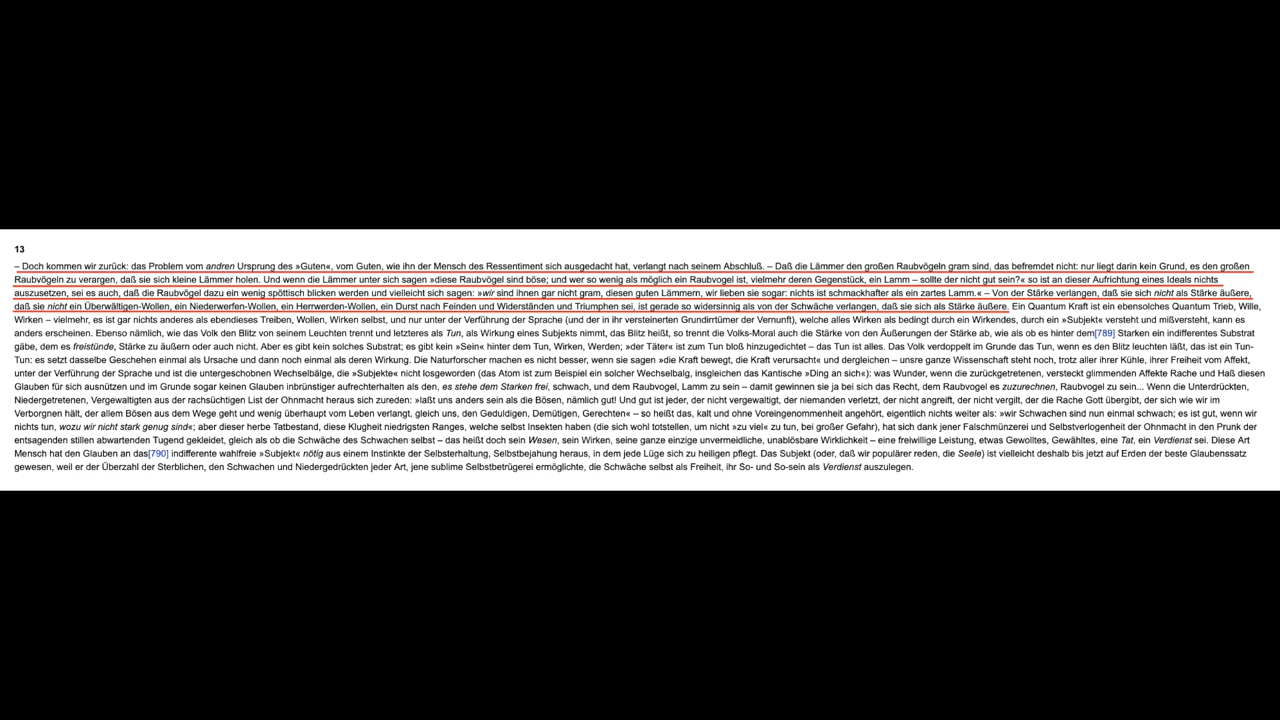 13
– Doch kommen wir zurück: das Problem vom andren Ursprung des »Guten«, vom Guten, wie ihn der Mensch des Ressentiment sich ausgedacht hat, verlangt nach seinem Abschluß. – Daß die Lämmer den großen Raubvögeln gram sind, das befremdet nicht: nur liegt darin kein Grund, es den großen
Raubvögeln zu verargen, daß sie sich kleine Lämmer holen. Und wenn die Lämmer unter sich sagen »diese Raubvögel sind böse; und wer so wenig als möglich ein Raubvogel ist, vielmehr deren Gegenstück, ein Lamm – sollte der nicht gut sein?« so ist an dieser Aufrichtung eines Ideals nichts
auszusetzen, sei es auch, daß die Raubvögel dazu ein wenig spöttisch blicken werden und vielleicht sich sagen: »wir sind ihnen gar nicht gram, diesen guten Lämmern, wir lieben sie sogar: nichts ist schmackhafter als ein zartes Lamm.« – Von der Stärke verlangen, daß sie sich nicht als Stärke äußere,
daß sie nicht ein Überwältigen-Wollen, ein Niederwerfen-Wollen, ein Herrwerden-Wollen, ein Durst nach Feinden und Widerständen und Triumphen sei, ist gerade so widersinnig als von der Schwäche verlangen, daß sie sich als Stärke äußere. Ein Quantum Kraft ist ein ebensolches Quantum Trieb, Wille,
Wirken – vielmehr, es ist gar nichts anderes als ebendieses Treiben, Wollen, Wirken selbst, und nur unter der Verführung der Sprache (und der in ihr versteinerten Grundirrtümer der Vernunft), welche alles Wirken als bedingt durch ein Wirkendes, durch ein »Subjekt« versteht und mißversteht, kann es
anders erscheinen. Ebenso nämlich, wie das Volk den Blitz von seinem Leuchten trennt und letzteres als Tun, als Wirkung eines Subjekts nimmt, das Blitz heißt, so trennt die Volks-Moral auch die Stärke von den Äußerungen der Stärke ab, wie als ob es hinter dem[789] Starken ein indifferentes Substrat
gäbe, dem es freistünde, Stärke zu äußern oder auch nicht. Aber es gibt kein solches Substrat; es gibt kein »Sein« hinter dem Tun, Wirken, Werden; »der Täter« ist zum Tun bloß hinzugedichtet – das Tun ist alles. Das Volk verdoppelt im Grunde das Tun, wenn es den Blitz leuchten läßt, das ist ein Tun-
Tun: es setzt dasselbe Geschehen einmal als Ursache und dann noch einmal als deren Wirkung. Die Naturforscher machen es nicht besser, wenn sie sagen »die Kraft bewegt, die Kraft verursacht« und dergleichen – unsre ganze Wissenschaft steht noch, trotz aller ihrer Kühle, ihrer Freiheit vom Affekt,
unter der Verführung der Sprache und ist die untergeschobnen Wechselbälge, die »Subjekte« nicht losgeworden (das Atom ist zum Beispiel ein solcher Wechselbalg, insgleichen das Kantische »Ding an sich«): was Wunder, wenn die zurückgetretenen, versteckt glimmenden Affekte Rache und Haß diesen
Glauben für sich ausnützen und im Grunde sogar keinen Glauben inbrünstiger aufrechterhalten als den, es stehe dem Starken frei, schwach, und dem Raubvogel, Lamm zu sein – damit gewinnen sie ja bei sich das Recht, dem Raubvogel es zuzurechnen, Raubvogel zu sein... Wenn die Unterdrückten,
Niedergetretenen, Vergewaltigten aus der rachsüchtigen List der Ohnmacht heraus sich zureden: »laßt uns anders sein als die Bösen, nämlich gut! Und gut ist jeder, der nicht vergewaltigt, der niemanden verletzt, der nicht angreift, der nicht vergilt, der die Rache Gott übergibt, der sich wie wir im
Verborgnen hält, der allem Bösen aus dem Wege geht und wenig überhaupt vom Leben verlangt, gleich uns, den Geduldigen, Demütigen, Gerechten« – so heißt das, kalt und ohne Voreingenommenheit angehört, eigentlich nichts weiter als: »wir Schwachen sind nun einmal schwach; es ist gut, wenn wir
nichts tun, wozu wir nicht stark genug sind«; aber dieser herbe Tatbestand, diese Klugheit niedrigsten Ranges, welche selbst Insekten haben (die sich wohl totstellen, um nicht »zu viel« zu tun, bei großer Gefahr), hat sich dank jener Falschmünzerei und Selbstverlogenheit der Ohnmacht in den Prunk der
entsagenden stillen abwartenden Tugend gekleidet, gleich als ob die Schwäche des Schwachen selbst – das heißt doch sein Wesen, sein Wirken, seine ganze einzige unvermeidliche, unablösbare Wirklichkeit – eine freiwillige Leistung, etwas Gewolltes, Gewähltes, eine Tat, ein Verdienst sei. Diese Art
Mensch hat den Glauben an das[790] indifferente wahlfreie »Subjekt« nötig aus einem Instinkte der Selbsterhaltung, Selbstbejahung heraus, in dem jede Lüge sich zu heiligen pflegt. Das Subjekt (oder, daß wir populärer reden, die Seele) ist vielleicht deshalb bis jetzt auf Erden der beste Glaubenssatz
gewesen, weil er der Überzahl der Sterblichen, den Schwachen und Niedergedrückten jeder Art, jene sublime Selbstbetrügerei ermöglichte, die Schwäche selbst als Freiheit, ihr So- und So-sein als Verdienst auszulegen.